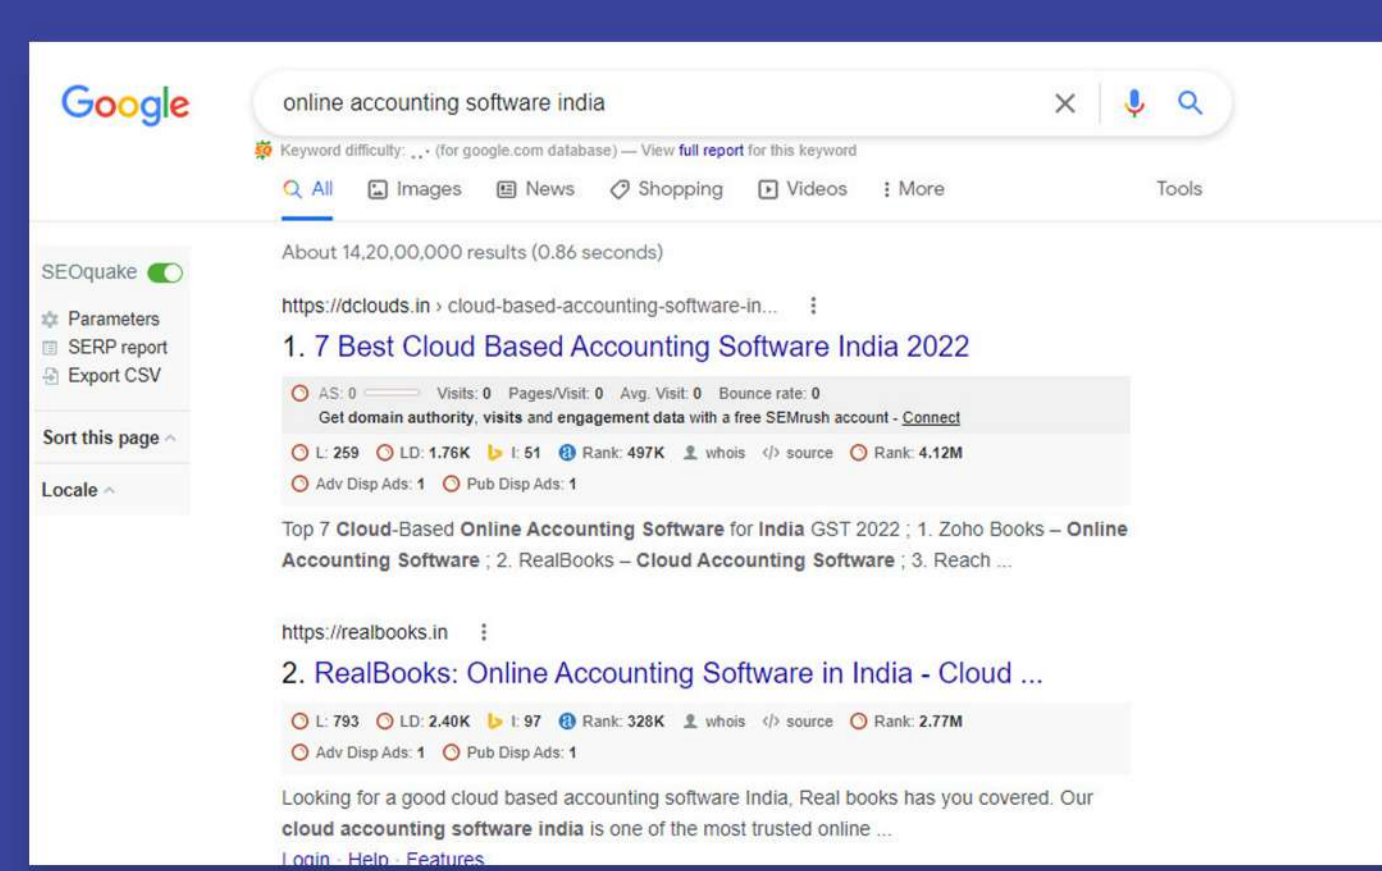 Google
online accounting software india
Keyword difficulty: (for google.com database) — View full report for this keyword
All Images News Shopping Videos More Tools
About 14,20,00,000 results (0.86 seconds)
SEOquake
Parameters
SERP report
Export CSV
Sort this page
Locale
https://dclouds.in › cloud-based-accounting-software-in...
1. 7 Best Cloud Based Accounting Software India 2022
AS: 0 Visits: 0 Pages/Visit: 0 Avg. Visit: 0 Bounce rate: 0
Get domain authority, visits and engagement data with a free SEMrush account - Connect
L: 259 LD: 1.76K I: 51 Rank: 497K whois </> source Rank: 4.12M
Adv Disp Ads: 1 Pub Disp Ads: 1
Top 7 Cloud-Based Online Accounting Software for India GST 2022 ; 1. Zoho Books – Online
Accounting Software ; 2. RealBooks – Cloud Accounting Software ; 3. Reach ...
https://realbooks.in
2. RealBooks: Online Accounting Software in India - Cloud ...
L: 793 LD: 2.40K I: 97 Rank: 328K whois </> source Rank: 2.77M
Adv Disp Ads: 1 Pub Disp Ads: 1
Looking for a good cloud based accounting software India, Real books has you covered. Our
cloud accounting software india is one of the most trusted online ...
Login · Help · Features